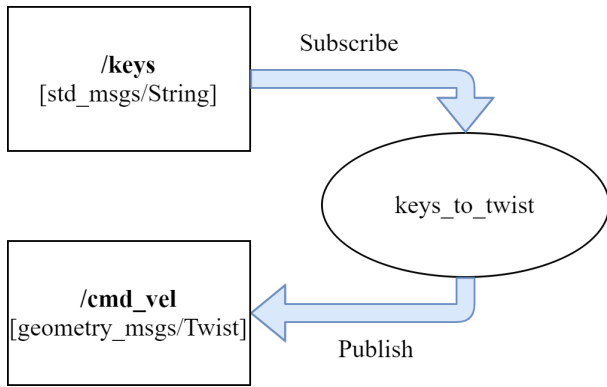 /keys
[std_msgs/String]
Subscribe
keys_to_twist
/cmd_vel
[geometry_msgs/Twist]
Publish